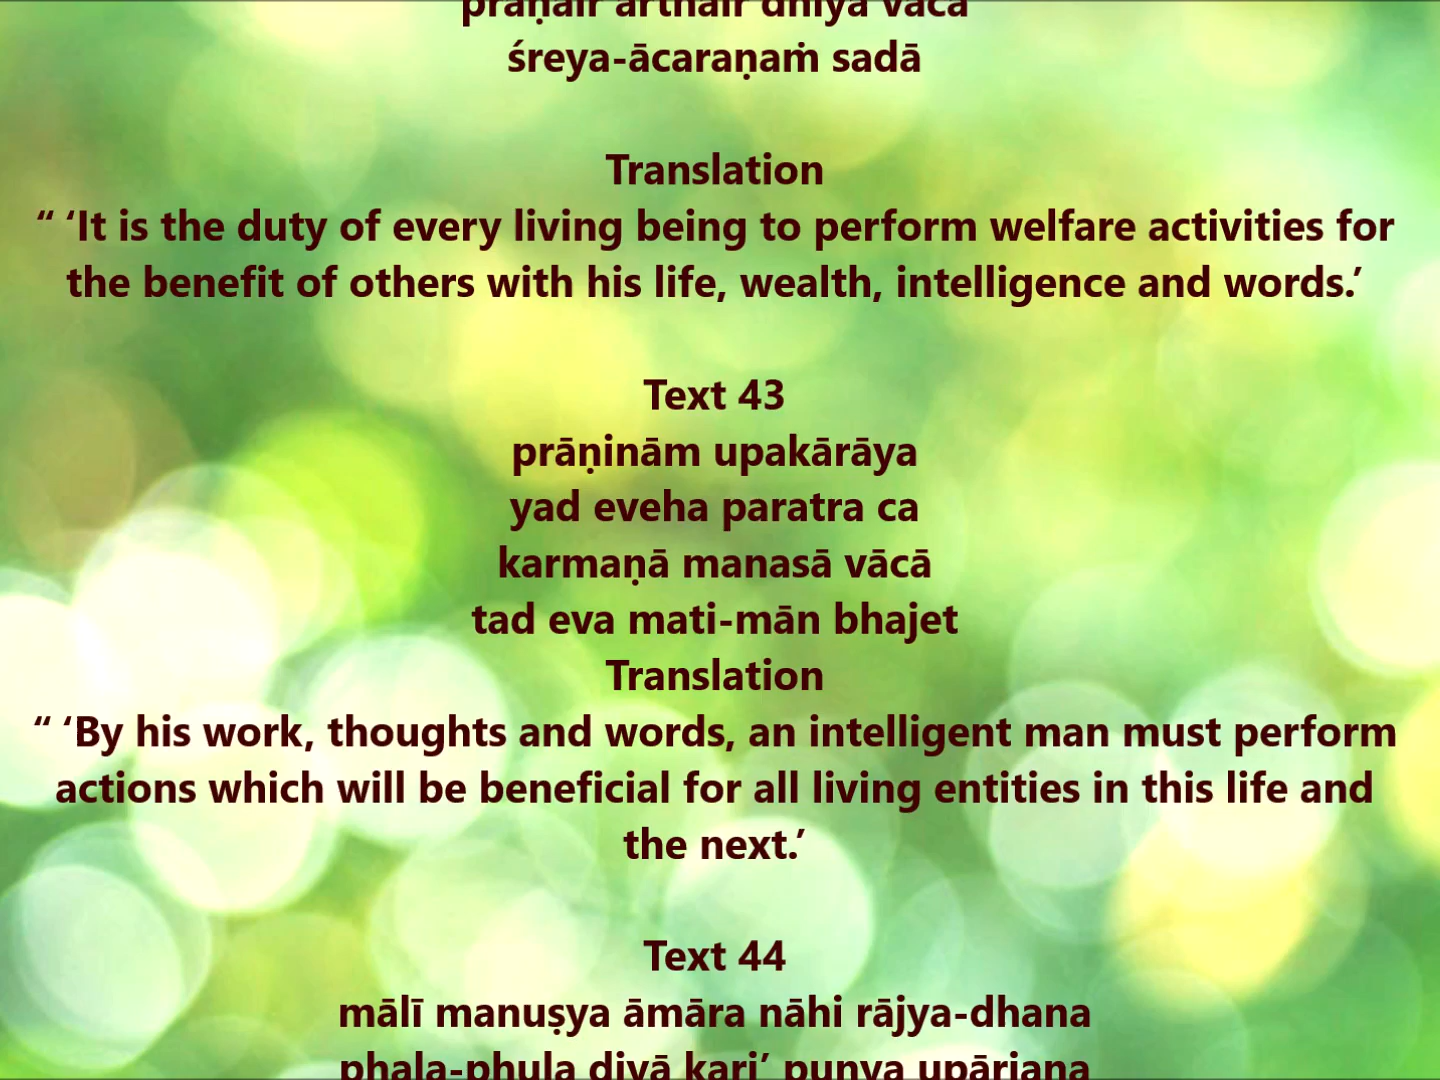 prāṇair arthair dhiyā vācā
śreya-ācaraṇaṁ sadā
Translation
“ ‘It is the duty of every living being to perform welfare activities for
the benefit of others with his life, wealth, intelligence and words.’
Text 43
prāṇinām upakārāya
yad eveha paratra ca
karmaṇā manasā vācā
tad eva mati-mān bhajet
Translation
“ ‘By his work, thoughts and words, an intelligent man must perform
actions which will be beneficial for all living entities in this life and
the next.’
Text 44
mālī manuṣya āmāra nāhi rājya-dhana
phala-phula diyā kari’ puṇya upārjana